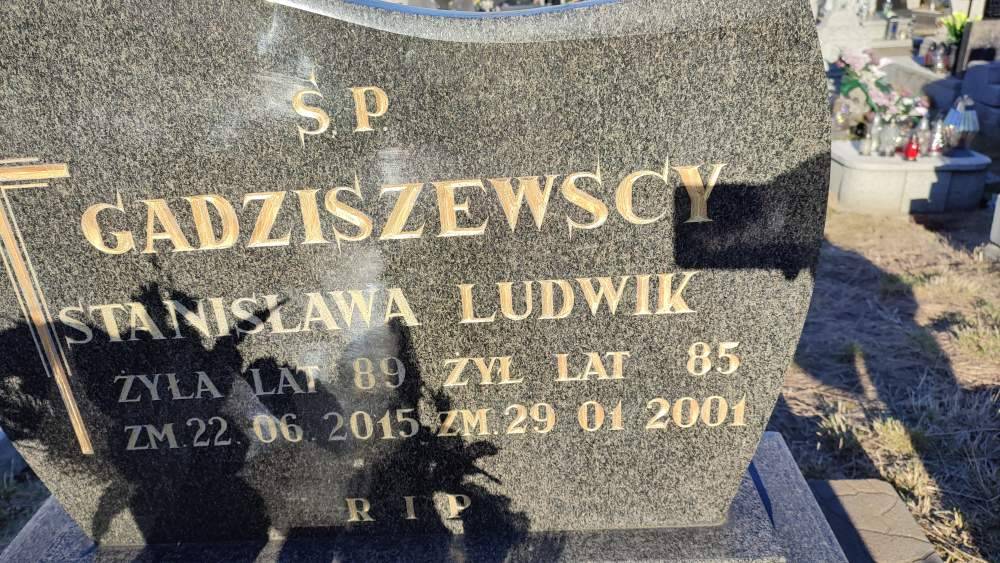 Ś.P.
GADZISZEWSCY
STANISŁAWA LUDWIK
ŻYŁA LAT 89 ŻYŁ LAT 85
ZM. 22. 06. 2015 ZM. 29 01 2001
R I P